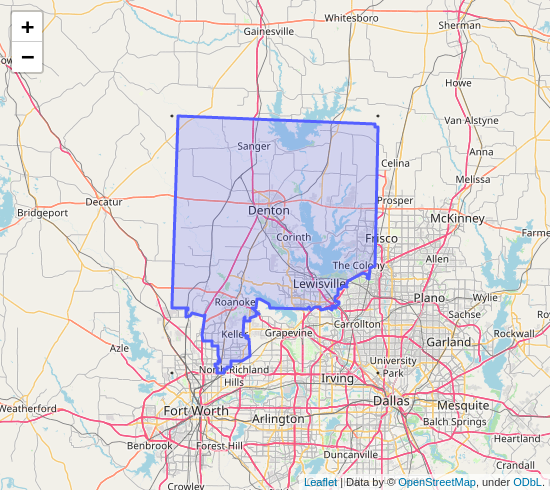 +
−
Whitesboro
Sherman
Gainesville
Howe
Van Alstyne
Sanger
Anna
Celina
Melissa
Decatur
Prosper
Bridgeport
Denton
McKinney
Corinth
Frisco
Farme
Allen
The Colony
Lewisville
Roanoke
Plano
Wylie
Sachse
Keller
Grapevine
Carrollton
Rockwall
Garland
Azle
University
Park
North Richland
Hills
Irving
Dallas
Mesquite
Weatherford
Fort Worth
Arlington
Balch Springs
Benbrook
Forest Hill
Heartland
Duncanville
Crandall
Crowley
Leaflet | Data by © OpenStreetMap, under ODbL.